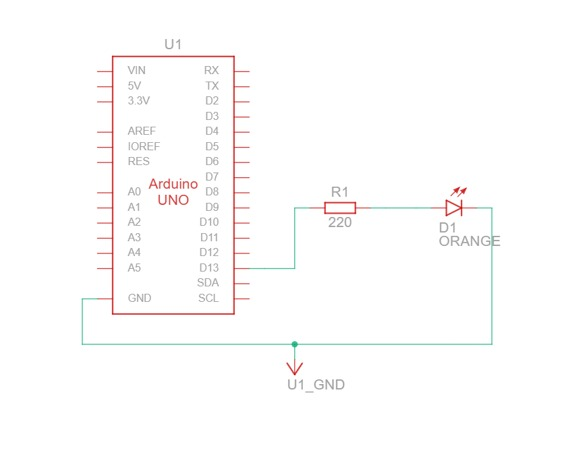 U1
VIN RX
5V TX
3.3V D2
D3
AREF D4
IOREF D5
RES D6
D7
Arduino
UNO
A0 D8
A1 D9
A2 D10
A3 D11
A4 D12
A5 D13
SDA
GND SCL
R1
220
D1
ORANGE
U1_GND